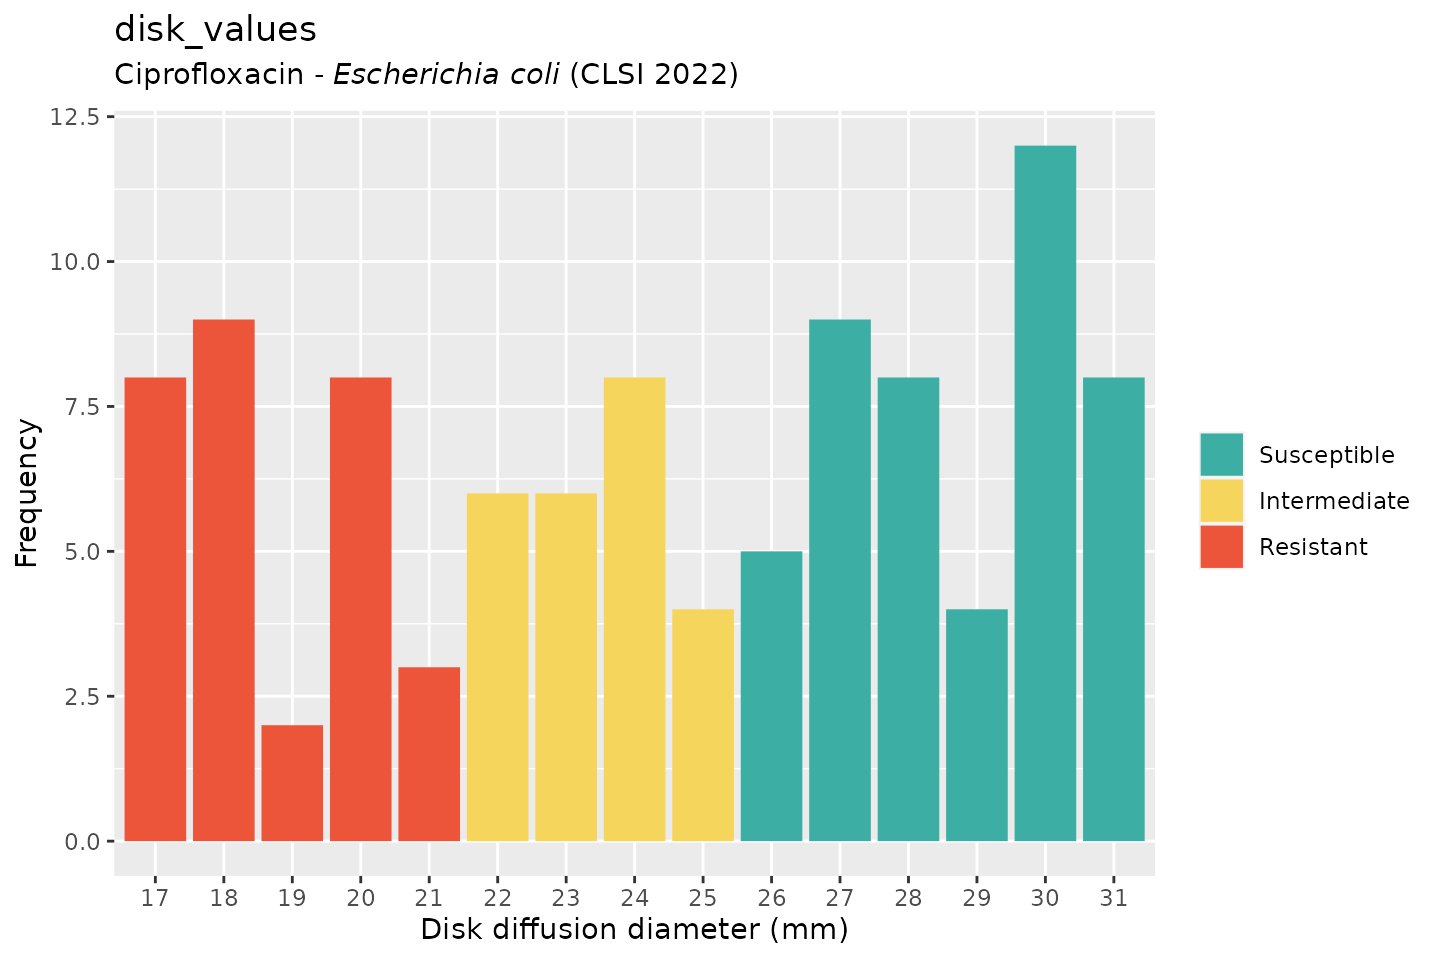 disk_values
Ciprofloxacin - Escherichia coli (CLSI 2022)
12.5
10.0
7.5
5.0
2.5
0.0
Frequency
17 18 19 20 21 22 23 24 25 26 27 28 29 30 31
Disk diffusion diameter (mm)
Susceptible
Intermediate
Resistant